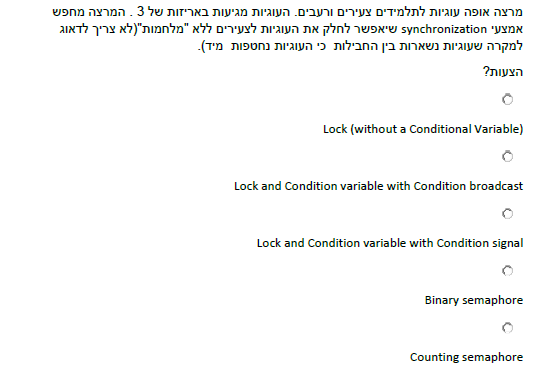 מרצה אופה עוגיות לתלמידים צעירים ורעבים. העוגיות מגיעות באריזות של 3 . המרצה מחפש
אמצעי synchronization שיאפשר לחלק את העוגיות לצעירים ללא "מלחמות"(לא צריך לדאוג
למקרה שעוגיות נשארות בין החבילות כי העוגיות נחטפות מיד).
הצעות?
Lock (without a Conditional Variable)
Lock and Condition variable with Condition broadcast
Lock and Condition variable with Condition signal
Binary semaphore
Counting semaphore